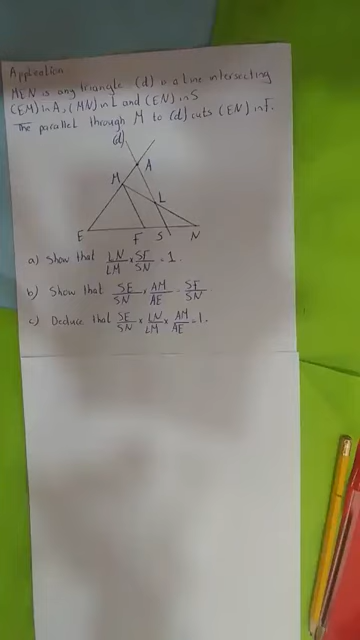 Application
MEN is any triangle (d) is a line intersecting
(EM) in A, (MN) in L and (EN) in S.
The parallel through M to (d) cuts (EN) in F.
(d)
A
M
L
E F S N
a) Show that LN/LM × SF/SN = 1.
b) Show that SE/SN × AM/AE = SF/SN
c) Deduce that SE/SN × LN/LM × AM/AE = 1.